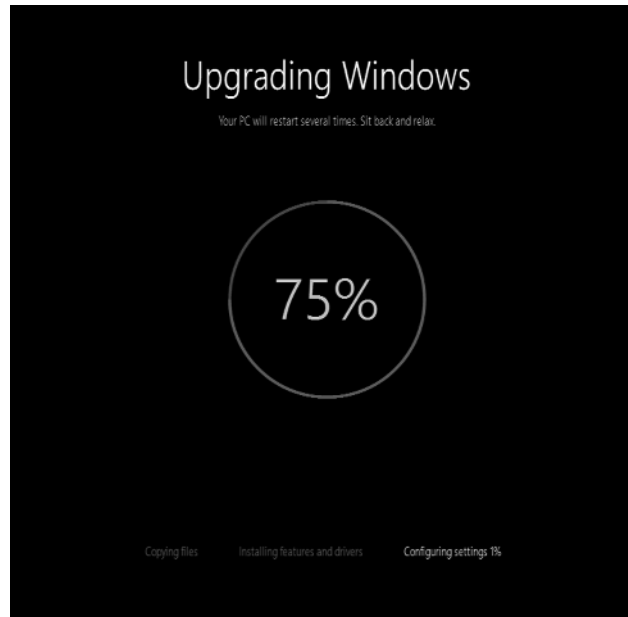 Upgrading Windows
Your PC will restart several times. Sit back and relax.
75%
Copying files Installing features and drivers Configuring settings 1%